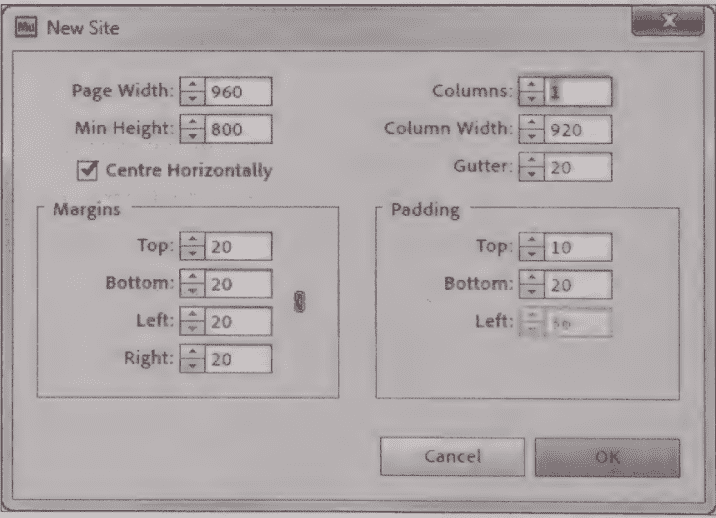 Mu New Site
Page Width: 960
Min Height: 800
Centre Horizontally
Columns: 1
Column Width: 920
Gutter: 20
Margins
Top: 20
Bottom: 20
Left: 20
Right: 20
Padding
Top: 10
Bottom: 20
Left:
Cancel OK